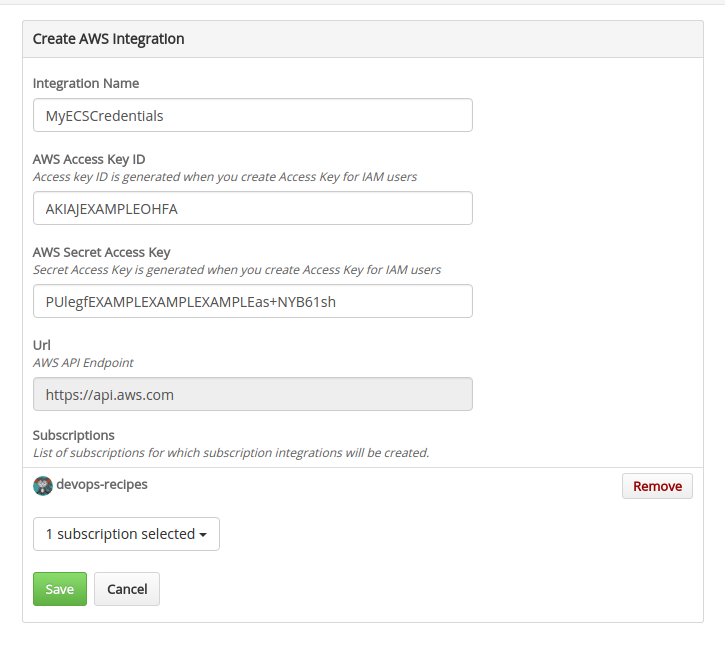 Create AWS Integration
Integration Name
MyECSCredentials
AWS Access Key ID
Access key ID is generated when you create Access Key for IAM users
AKIAJEXAMPLEOHFA
AWS Secret Access Key
Secret Access Key is generated when you create Access Key for IAM users
PUlegfEXAMPLEXAMPLEXAMPLEas+NYB61sh
Url
AWS API Endpoint
https://api.aws.com
Subscriptions
List of subscriptions for which subscription integrations will be created.
devops-recipes
Remove
1 subscription selected
Save
Cancel